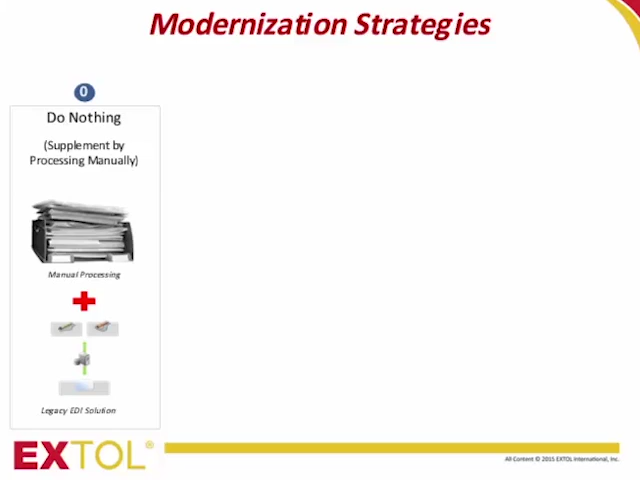 Modernization Strategies
0
Do Nothing
(Supplement by
Processing Manually)
Manual Processing
Legacy EDI Solution
EXTOL®
All Content © 2015 EXTOL International, Inc.